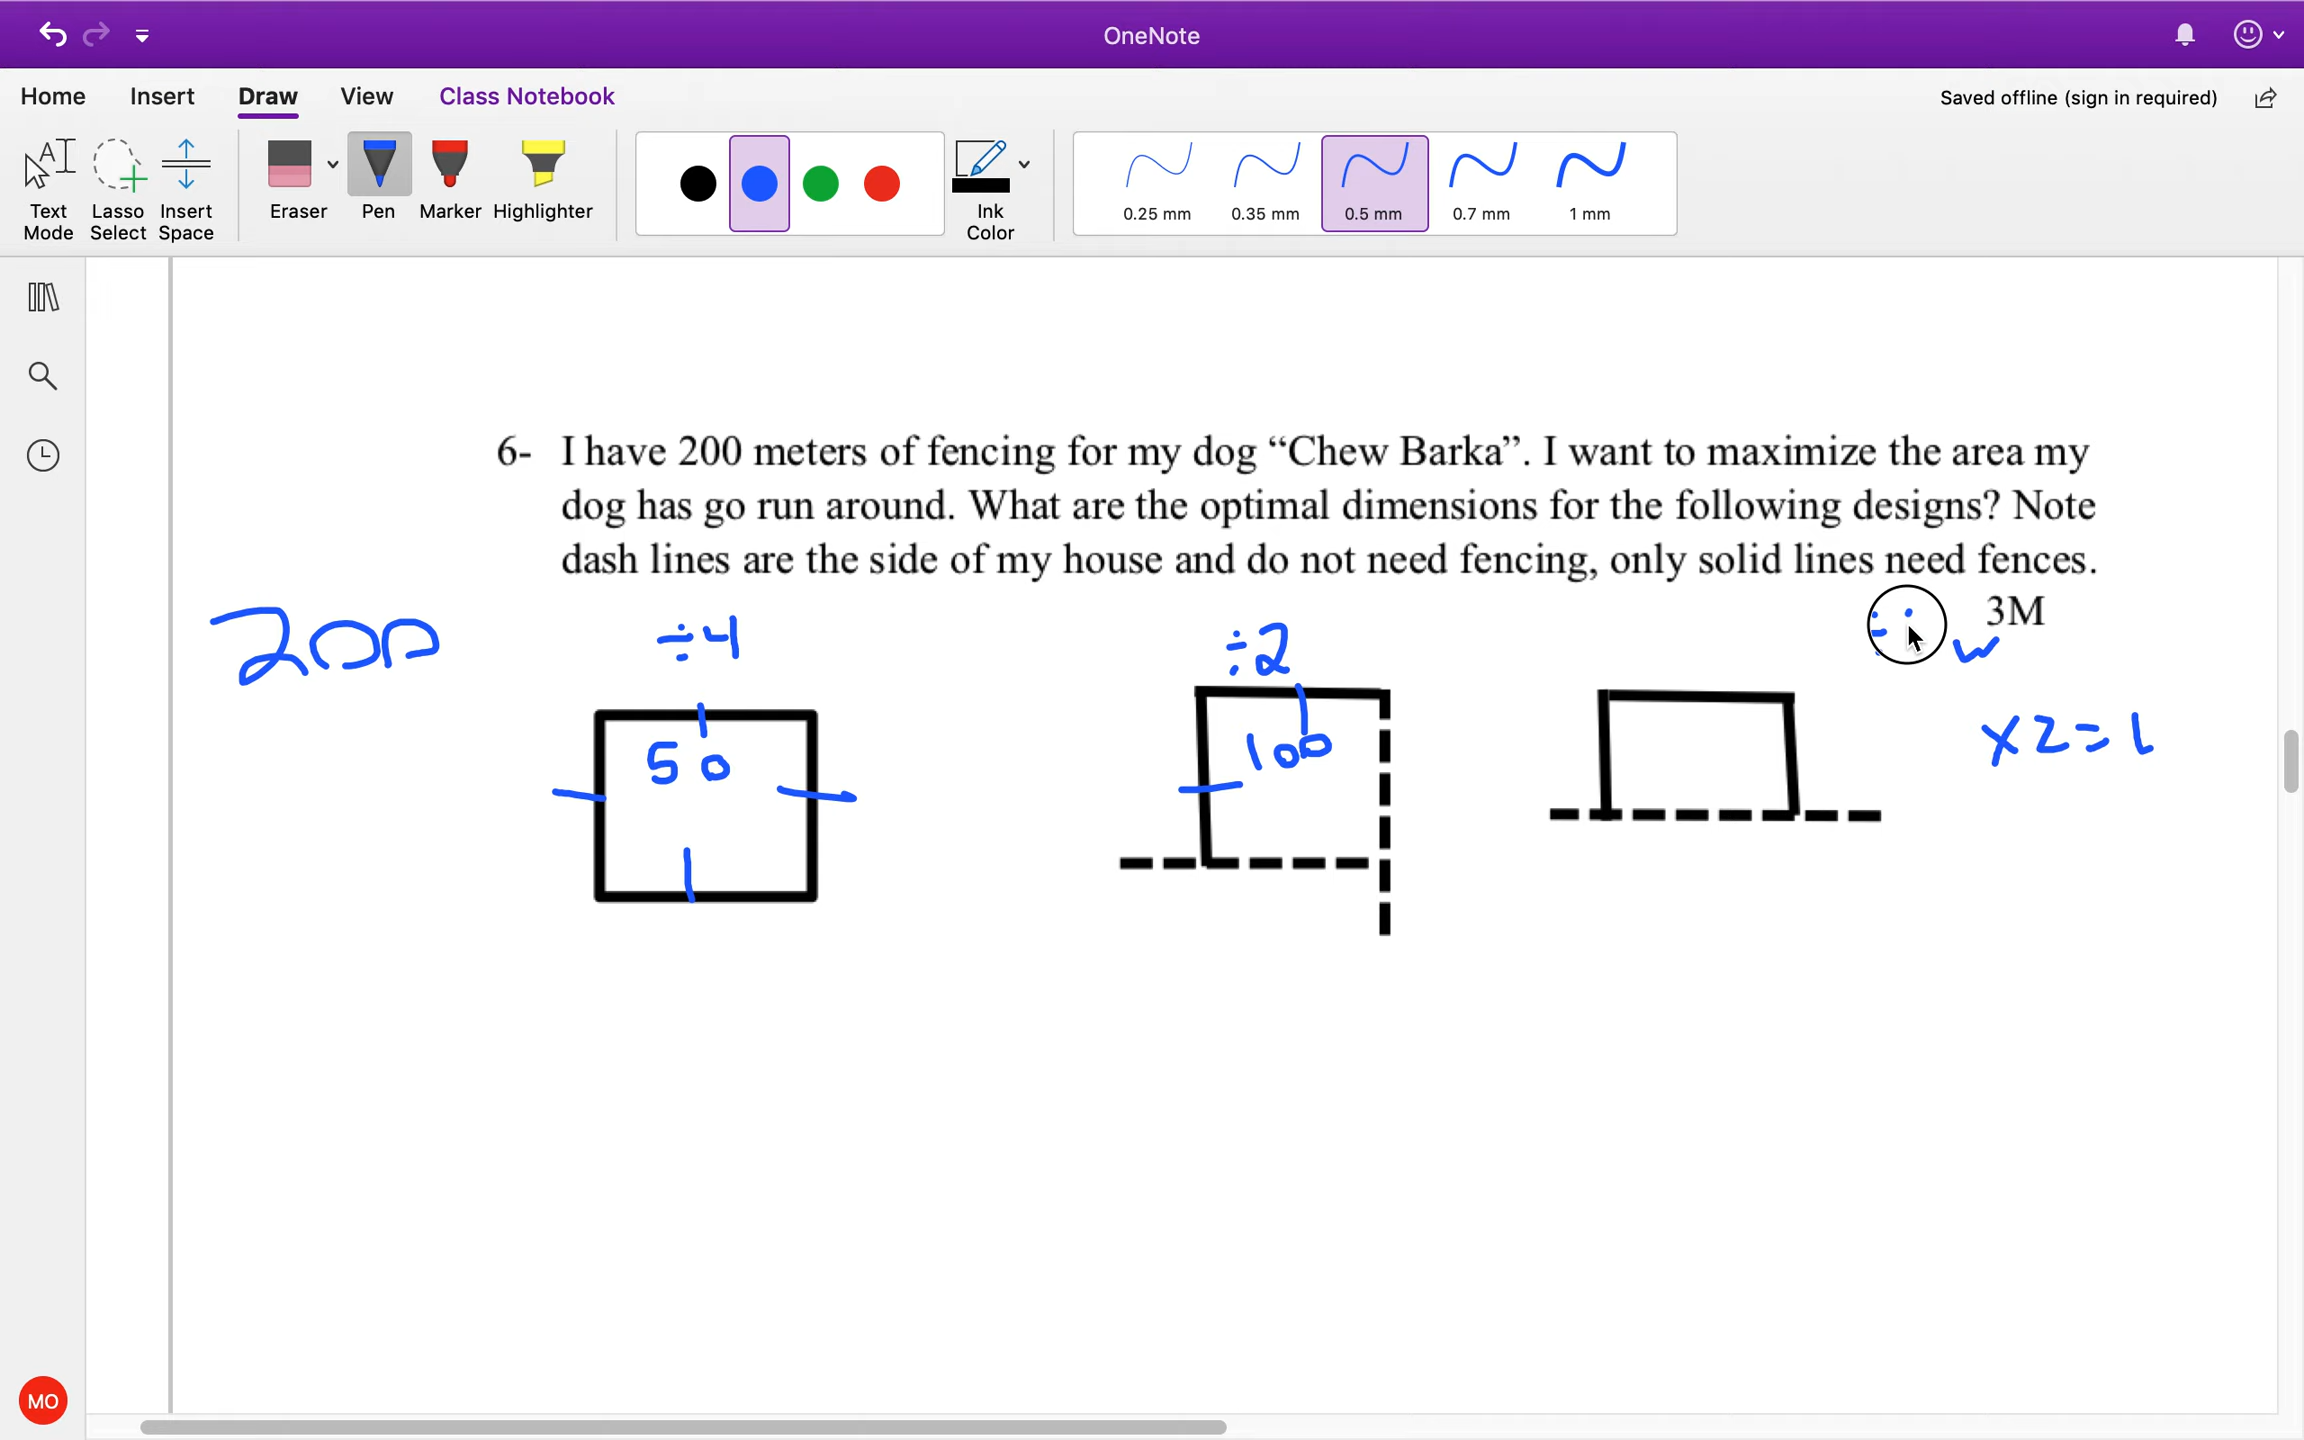 OneNote
Home Insert Draw View Class Notebook
Saved offline (sign in required)
Text Mode
Lasso Select
Insert Space
Eraser
Pen
Marker
Highlighter
Ink Color
0.25 mm
0.35 mm
0.5 mm
0.7 mm
1 mm
6- I have 200 meters of fencing for my dog “Chew Barka”. I want to maximize the area my
dog has go run around. What are the optimal dimensions for the following designs? Note
dash lines are the side of my house and do not need fencing, only solid lines need fences.
3M
200
÷4
÷2
÷
w
x2=L
50
100
MO